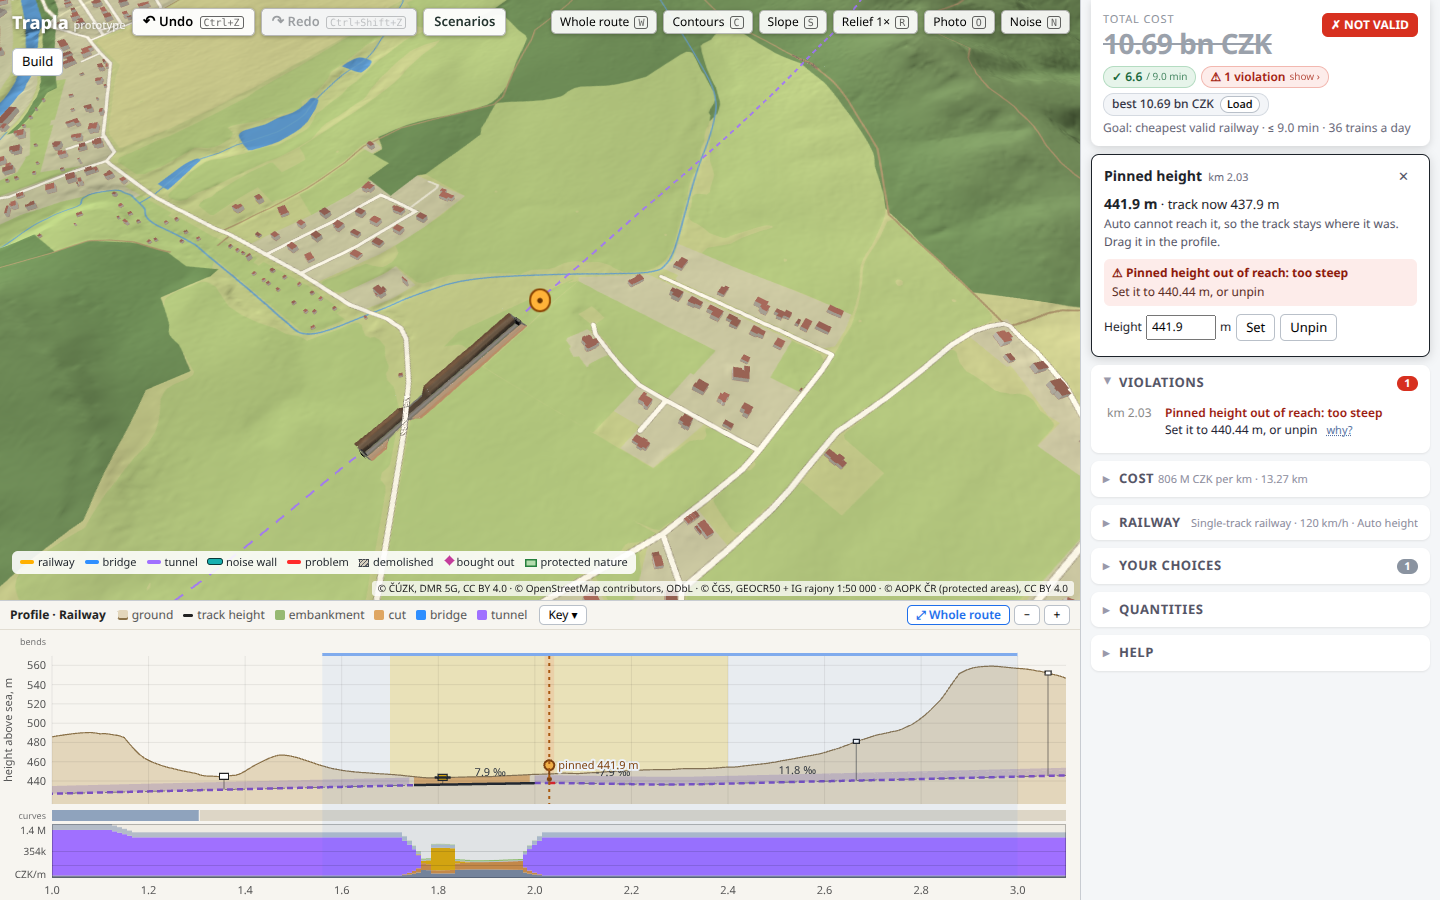 Trapla prototype
↶ Undo Ctrl+Z
↷ Redo Ctrl+Shift+Z
Scenarios
Whole route W
Contours C
Slope S
Relief 1× R
Photo O
Noise N
Build
railway
bridge
tunnel
noise wall
problem
demolished
bought out
protected nature
© ČÚZK, DMR 5G, CC BY 4.0 · © OpenStreetMap contributors, ODbL · © ČGS, GEOCR50 + IG rajony 1:50 000 · © AOPK ČR (protected areas), CC BY 4.0
Profile · Railway
ground
track height
embankment
cut
bridge
tunnel
Key ▾
⤢ Whole route
−
+
bends
height above sea, m
560
540
520
500
480
460
440
7.9 ‰
pinned 441.9 m
-7.9 ‰
11.8 ‰
curves
1.4 M
354k
CZK/m
1.0 1.2 1.4 1.6 1.8 2.0 2.2 2.4 2.6 2.8 3.0
TOTAL COST
10.69 bn CZK
✗ NOT VALID
✓ 6.6 / 9.0 min
⚠ 1 violation show ›
best 10.69 bn CZK Load
Goal: cheapest valid railway · ≤ 9.0 min · 36 trains a day
Pinned height km 2.03 ✕
441.9 m · track now 437.9 m
Auto cannot reach it, so the track stays where it was.
Drag it in the profile.
⚠ Pinned height out of reach: too steep
Set it to 440.44 m, or unpin
Height 441.9 m Set Unpin
▼ VIOLATIONS 1
km 2.03 Pinned height out of reach: too steep
Set it to 440.44 m, or unpin why?
▶ COST 806 M CZK per km · 13.27 km
▶ RAILWAY Single-track railway · 120 km/h · Auto height
▶ YOUR CHOICES 1
▶ QUANTITIES
▶ HELP